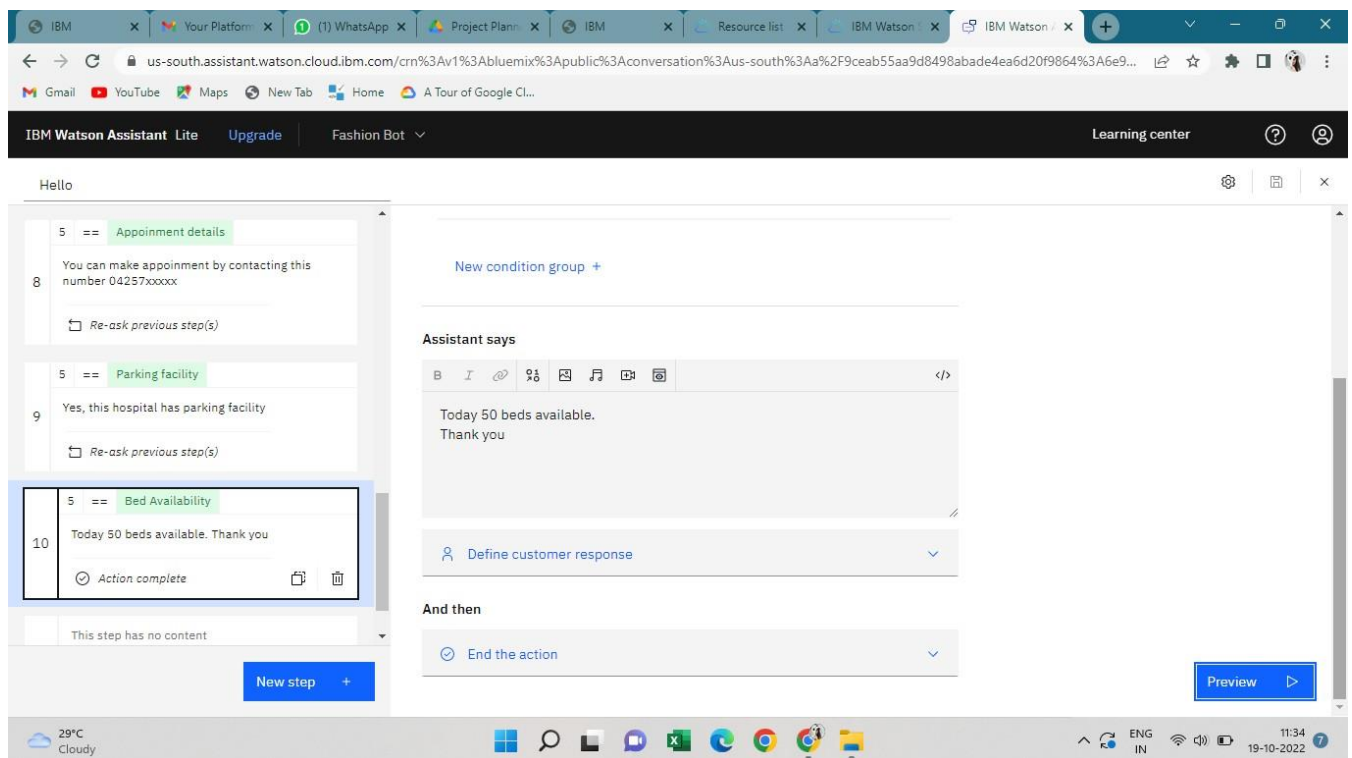 IBM
Your Platform
(1) WhatsApp
Project Plann
IBM
Resource list
IBM Watson S
IBM Watson A
us-south.assistant.watson.cloud.ibm.com/crn%3Av1%3Abluemix%3Apublic%3Aconversation%3Aus-south%3Aa%2F9ceab55aa9d8498abade4ea6d20f9864%3A6e9...
Gmail YouTube Maps New Tab Home A Tour of Google Cl...
IBM Watson Assistant Lite Upgrade Fashion Bot Learning center
Hello
5 == Appoinment details
8
You can make appoinment by contacting this
number 04257xxxxx
Re-ask previous step(s)
5 == Parking facility
9
Yes, this hospital has parking facility
Re-ask previous step(s)
5 == Bed Availability
10
Today 50 beds available. Thank you
Action complete
This step has no content
New step +
New condition group +
Assistant says
B I </>
Today 50 beds available.
Thank you
Define customer response
And then
End the action
Preview
29°C
Cloudy
ENG
IN
11:34
19-10-2022
7